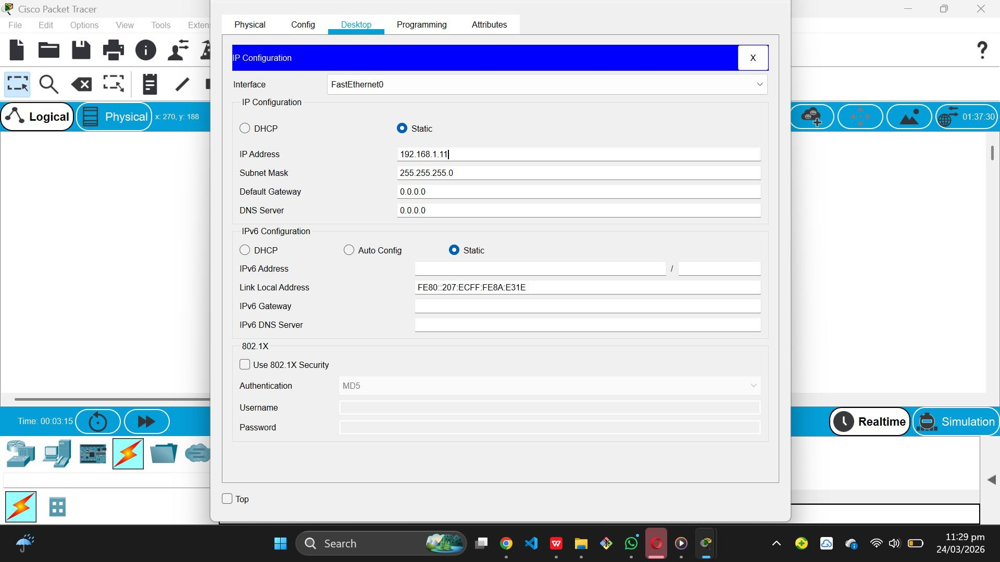 Cisco Packet Tracer
File Edit Options View Tools Exten
Physical Config Desktop Programming Attributes
IP Configuration X
Interface FastEthernet0
IP Configuration
Logical Physical x: 270, y: 188
01:37:30
DHCP Static
IP Address 192.168.1.11
Subnet Mask 255.255.255.0
Default Gateway 0.0.0.0
DNS Server 0.0.0.0
IPv6 Configuration
DHCP Auto Config Static
IPv6 Address /
Link Local Address FE80::207:ECFF:FE8A:E31E
IPv6 Gateway
IPv6 DNS Server
802.1X
Use 802.1X Security
Authentication MD5
Username
Password
Time: 00:03:15
Realtime Simulation
Top
Search
11:29 pm
24/03/2026